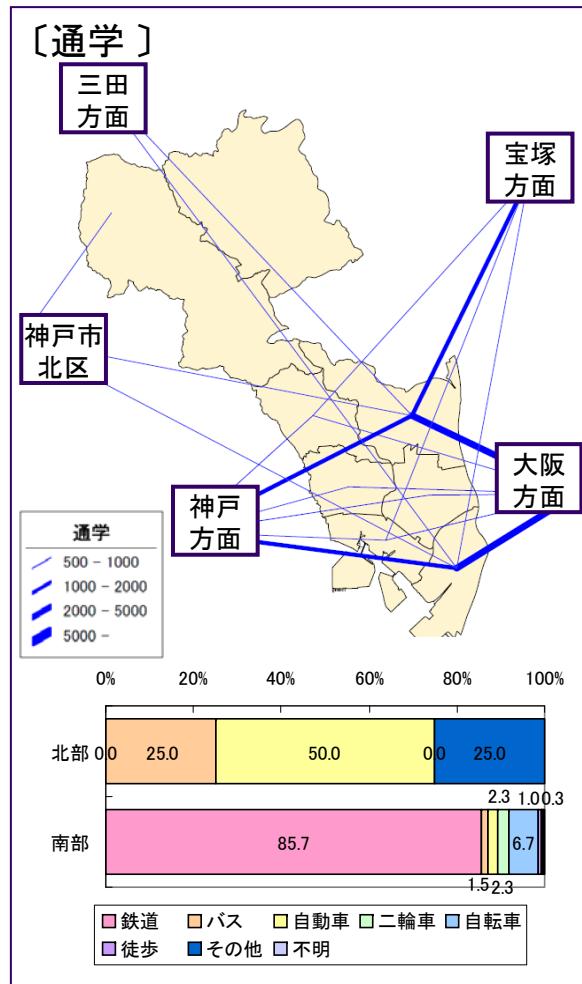 〔通学 〕
三田
方面
宝塚
方面
神戸市
北区
神戸
方面
大阪
方面
通学
500 - 1000
1000 - 2000
2000 - 5000
5000 -
0% 20% 40% 60% 80% 100%
北部 0.0 25.0 50.0 0.0 25.0
2.3 1.0 0.3
南部 85.7 6.7
1.5 2.3
鉄道 バス 自動車 二輪車 自転車
徒歩 その他 不明